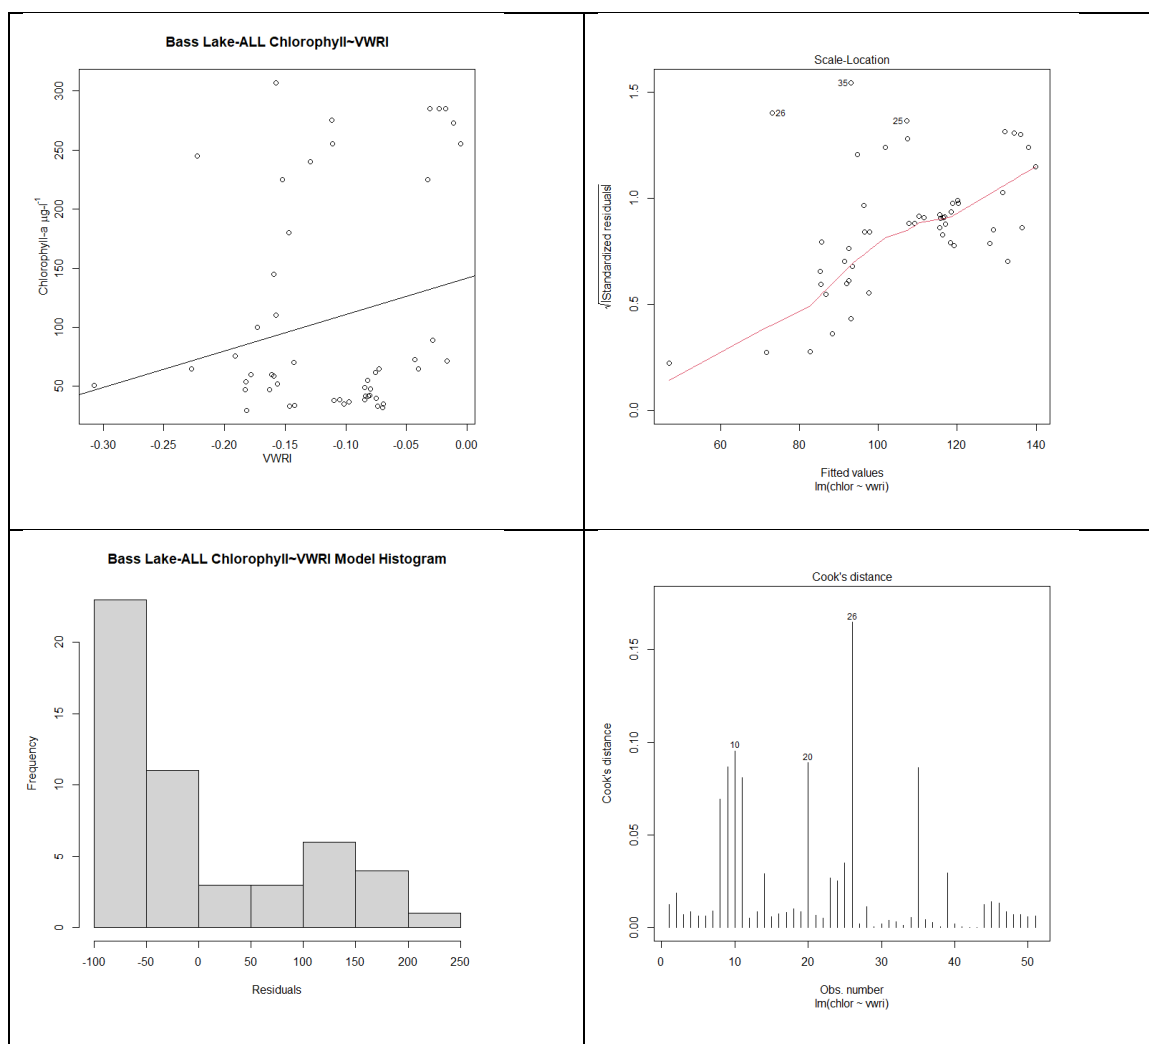 Bass Lake-ALL Chlorophyll~VWRI
Chlorophyll-a µg-l⁻¹
300
250
200
150
100
50
-0.30 -0.25 -0.20 -0.15 -0.10 -0.05 0.00
VWRI
Scale-Location
√|Standardized residuals|
1.5
1.0
0.5
0.0
35
26
25
60 80 100 120 140
Fitted values
lm(chlor ~ vwri)
Bass Lake-ALL Chlorophyll~VWRI Model Histogram
Frequency
20
15
10
5
0
-100 -50 0 50 100 150 200 250
Residuals
Cook's distance
Cook's distance
0.15
0.10
0.05
0.00
26
10
20
0 10 20 30 40 50
Obs. number
lm(chlor ~ vwri)